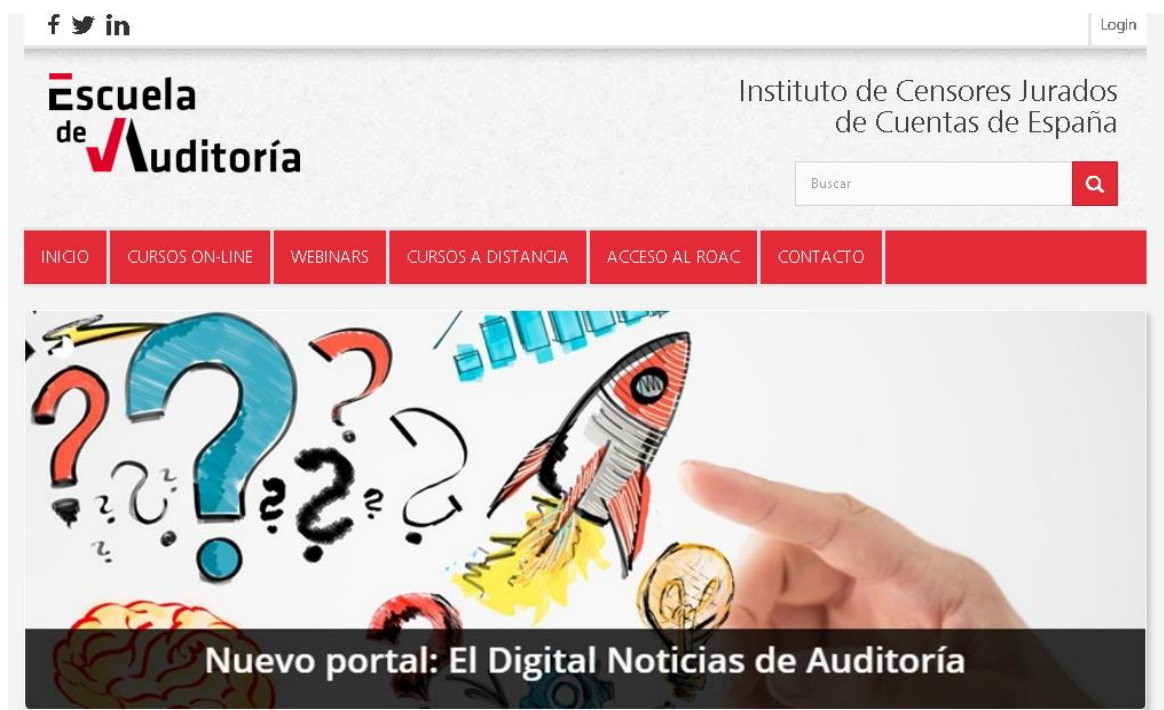 Login
Escuela
de Auditoría
Instituto de Censores Jurados
de Cuentas de España
Buscar
INICIO CURSOS ON-LINE WEBINARS CURSOS A DISTANCIA ACCESO AL ROAC CONTACTO
Nuevo portal: El Digital Noticias de Auditoría